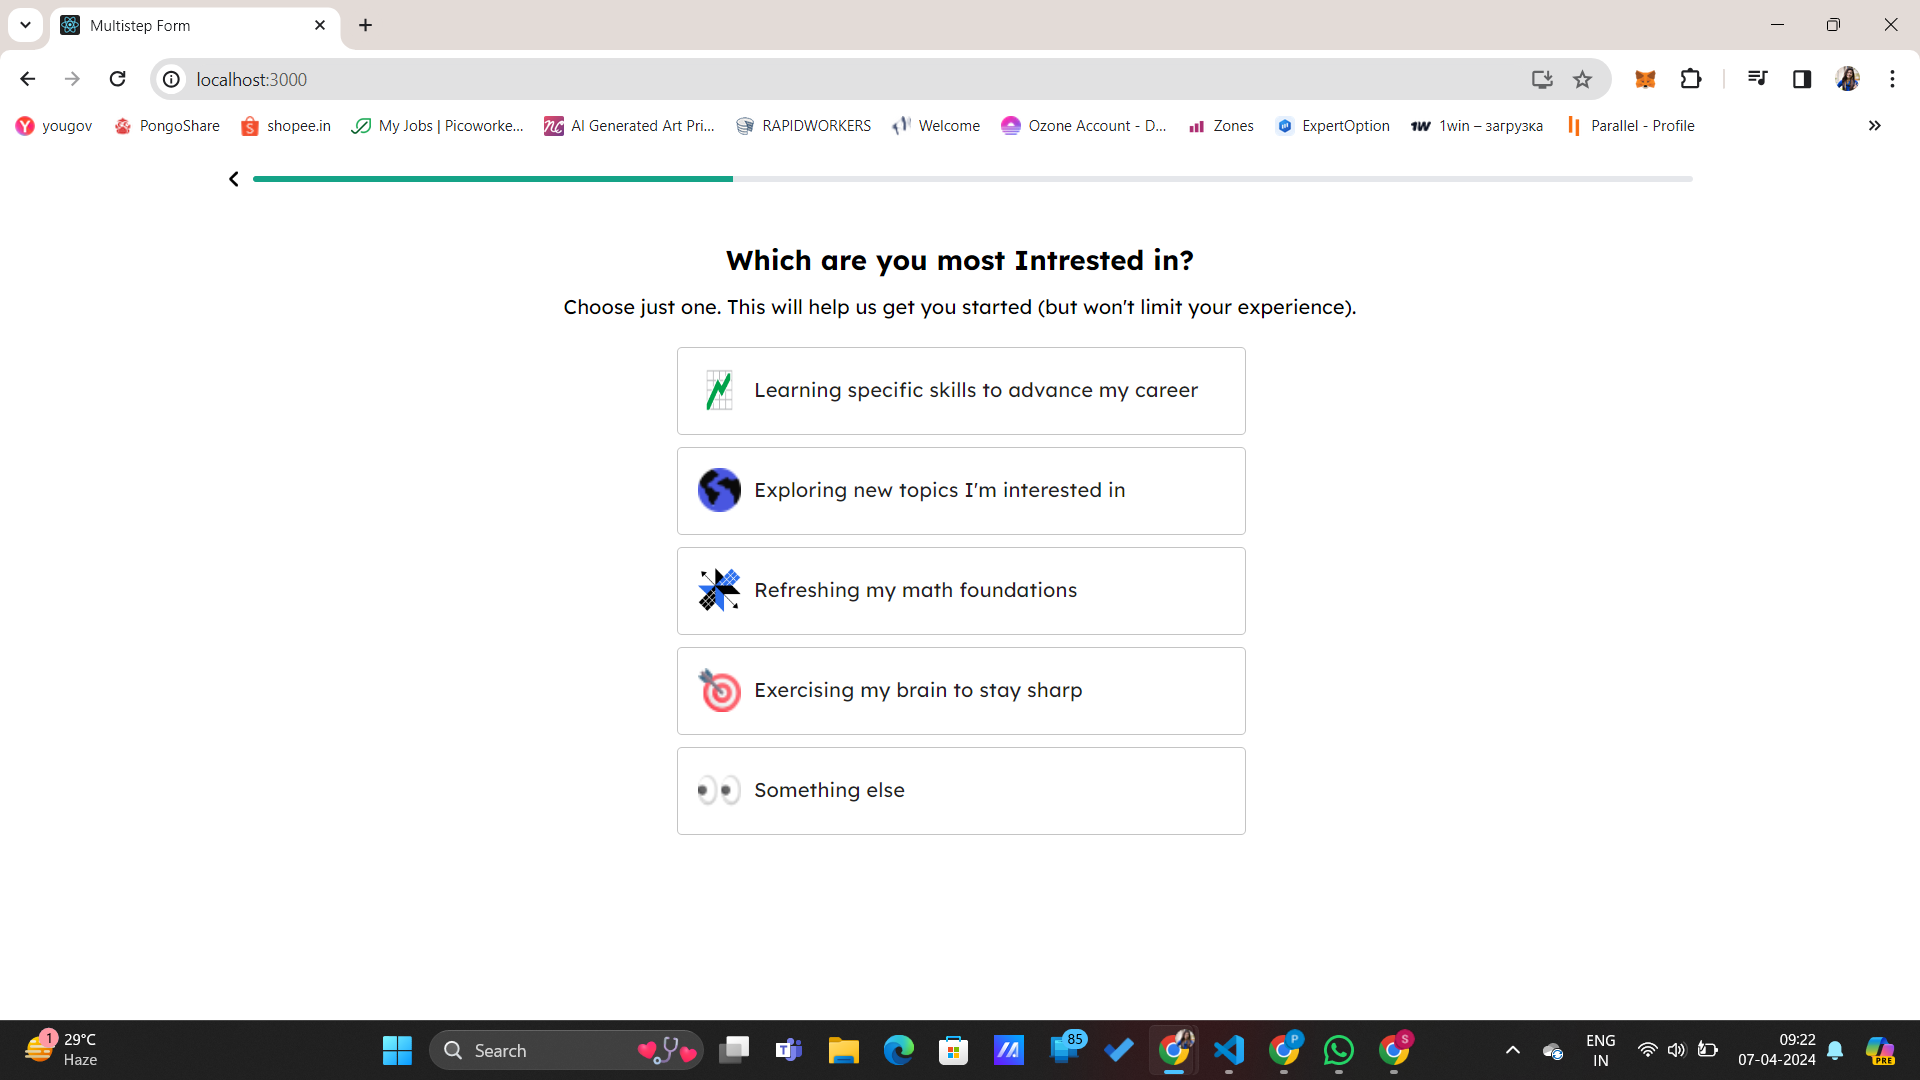 Multistep Form
localhost:3000
yougov PongoShare shopee.in My Jobs | Picoworke... AI Generated Art Pri... RAPIDWORKERS Welcome Ozone Account - D... Zones ExpertOption 1W 1win – загрузка Parallel - Profile
Which are you most Intrested in?
Choose just one. This will help us get you started (but won't limit your experience).
Learning specific skills to advance my career
Exploring new topics I'm interested in
Refreshing my math foundations
Exercising my brain to stay sharp
Something else
1 29°C
Haze
Search
85
P
S
ENG
IN
09:22
07-04-2024
PRE